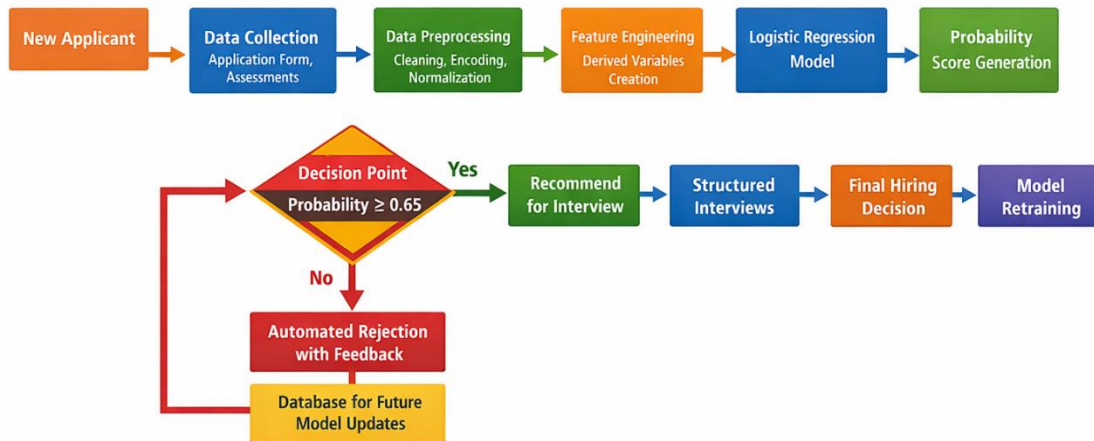 New Applicant
Data Collection
Application Form,
Assessments
Data Preprocessing
Cleaning, Encoding,
Normalization
Feature Engineering
Derived Variables
Creation
Logistic Regression
Model
Probability
Score Generation
Decision Point
Probability ≥ 0.65
Yes
Recommend
for Interview
Structured
Interviews
Final Hiring
Decision
Model
Retraining
No
Automated Rejection
with Feedback
Database for Future
Model Updates